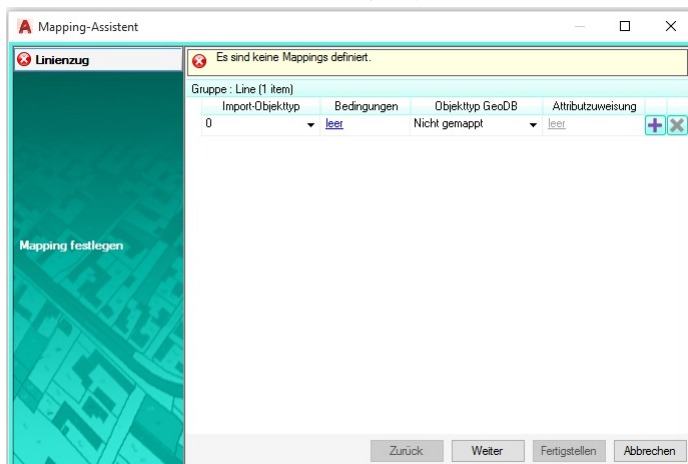 Mapping-Assistent
Linienzug
Es sind keine Mappings definiert.
Gruppe : Line (1 item)
Import-Objekttyp Bedingungen Objekttyp GeoDB Attributzuweisung
0 leer Nicht gemappt leer
Mapping festlegen
Zurück Weiter Fertigstellen Abbrechen